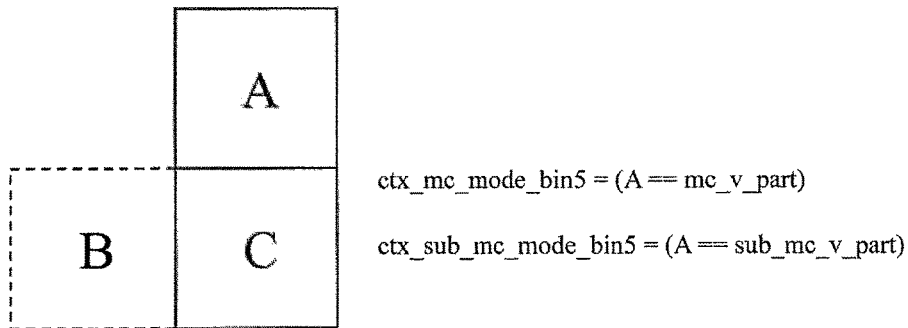 A
ctx_mc_mode_bin5 = (A == mc_v_part)
B
C
ctx_sub_mc_mode_bin5 = (A == sub_mc_v_part)